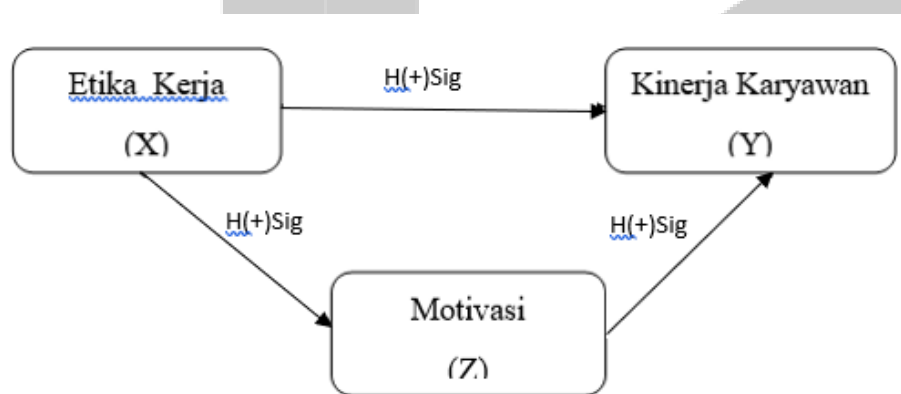 Etika Kerja
(X)
H(+)Sig
Kinerja Karyawan
(Y)
H(+)Sig
H(+)Sig
Motivasi
(Z)